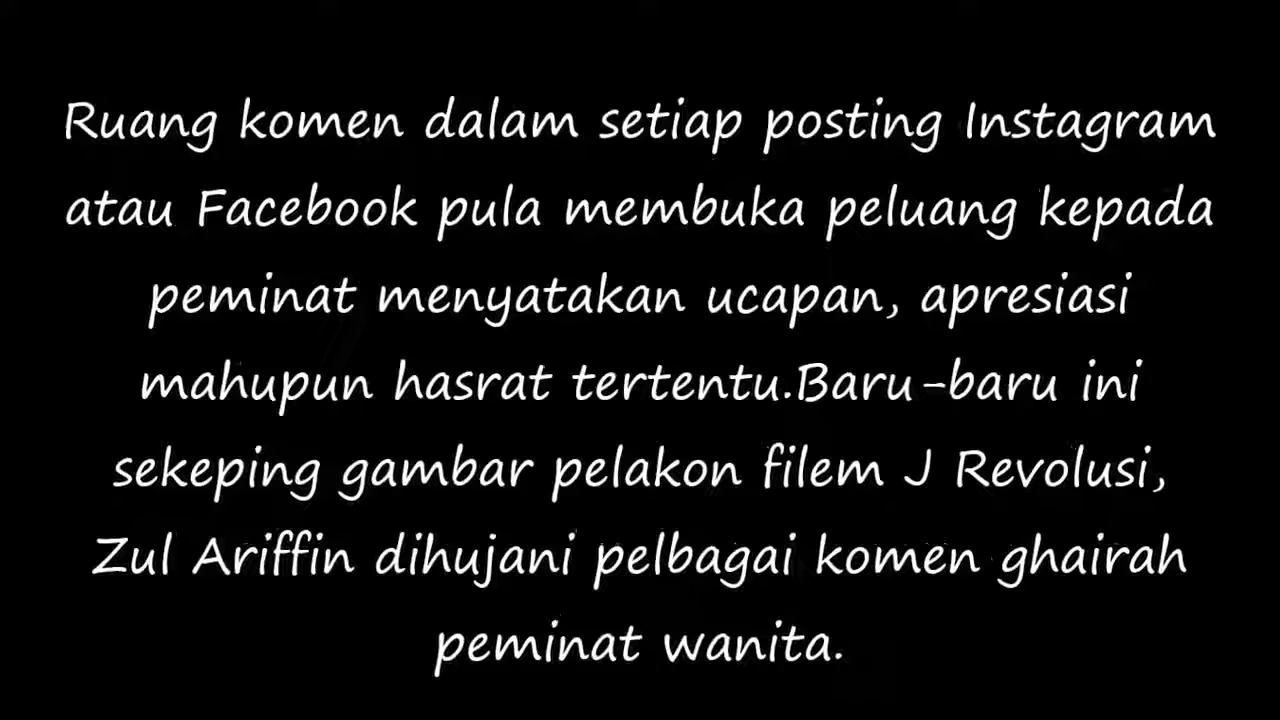 Ruang komen dalam setiap posting Instagram
atau Facebook pula membuka peluang kepada
peminat menyatakan ucapan, apresiasi
mahupun hasrat tertentu.Baru-baru ini
sekeping gambar pelakon filem J Revolusi,
Zul Ariffin dihujani pelbagai komen ghairah
peminat wanita.